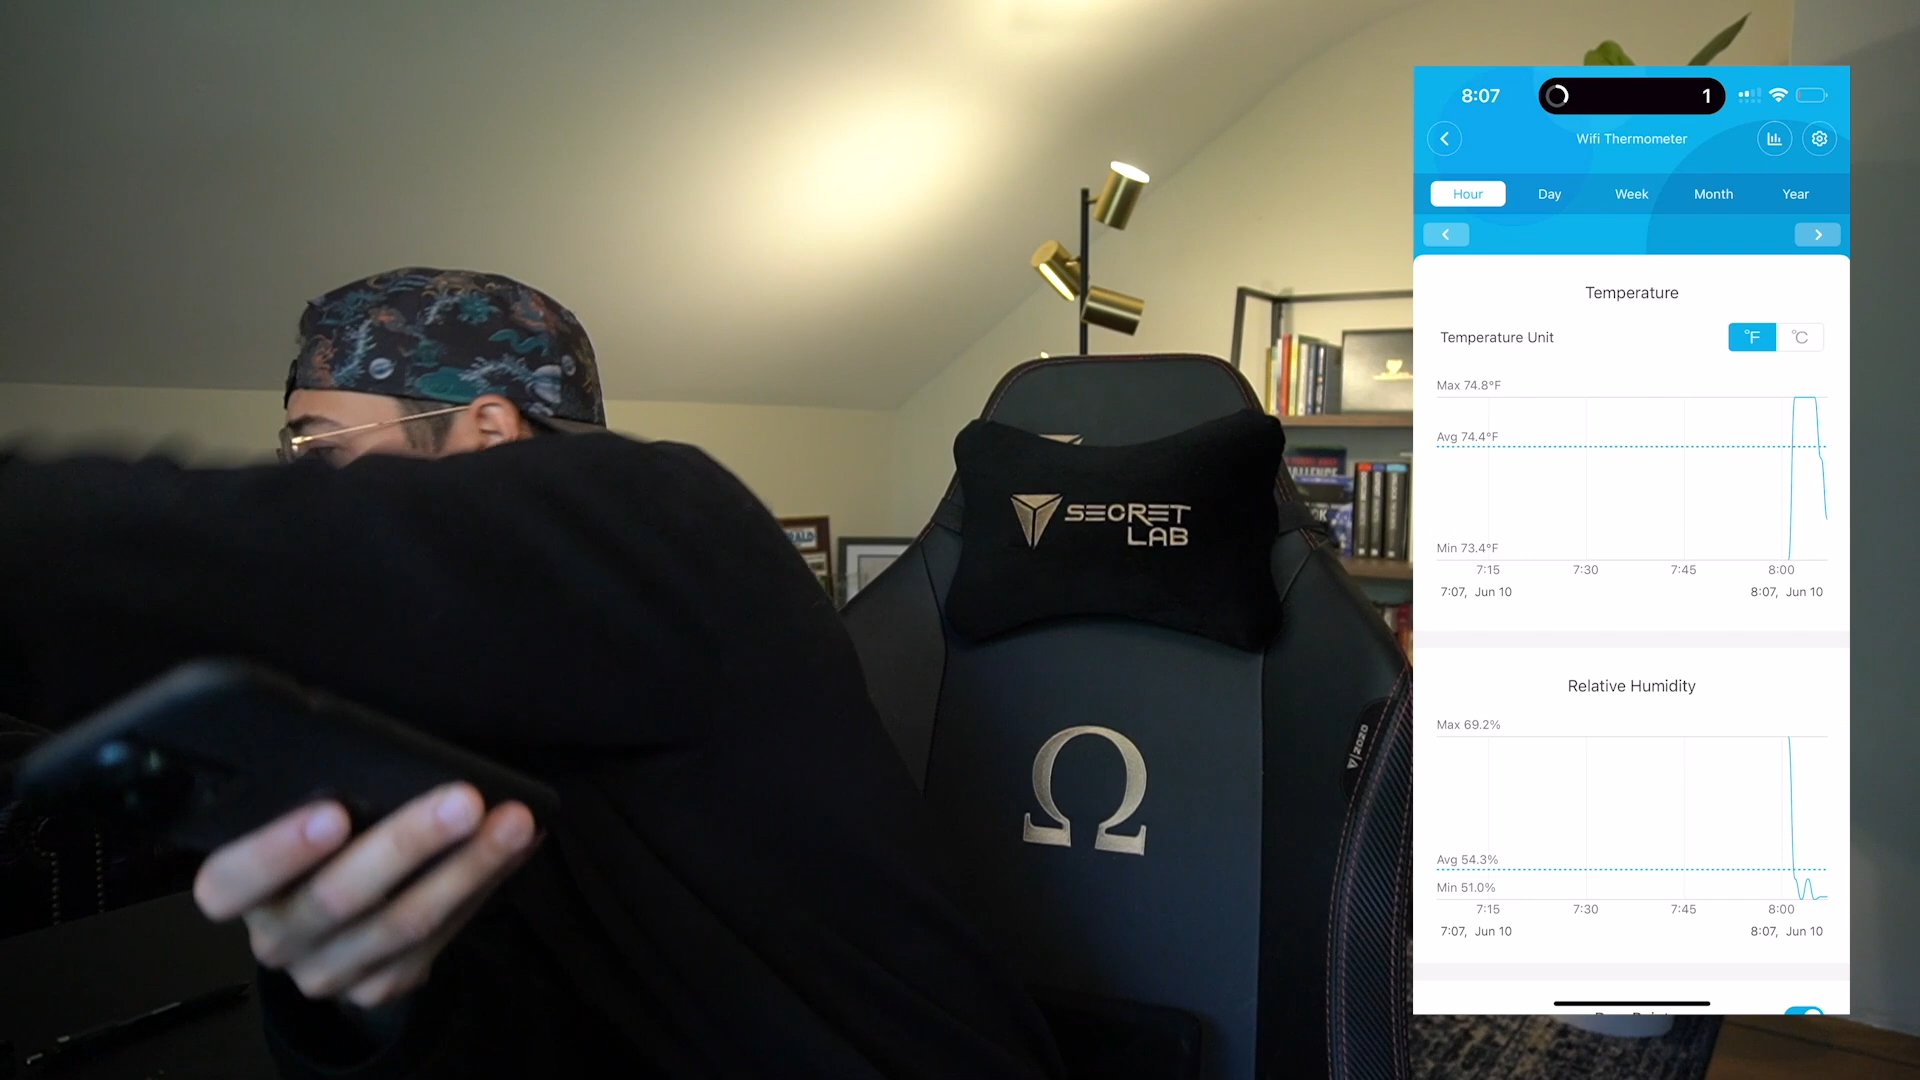 8:07
1
Wifi Thermometer
Hour Day Week Month Year
Temperature
Temperature Unit
°F °C
Max 74.8°F
Avg 74.4°F
Min 73.4°F
7:15 7:30 7:45 8:00
7:07, Jun 10 8:07, Jun 10
Relative Humidity
Max 69.2%
Avg 54.3%
Min 51.0%
7:15 7:30 7:45 8:00
7:07, Jun 10 8:07, Jun 10
SECRET
LAB
Ω
V|2020